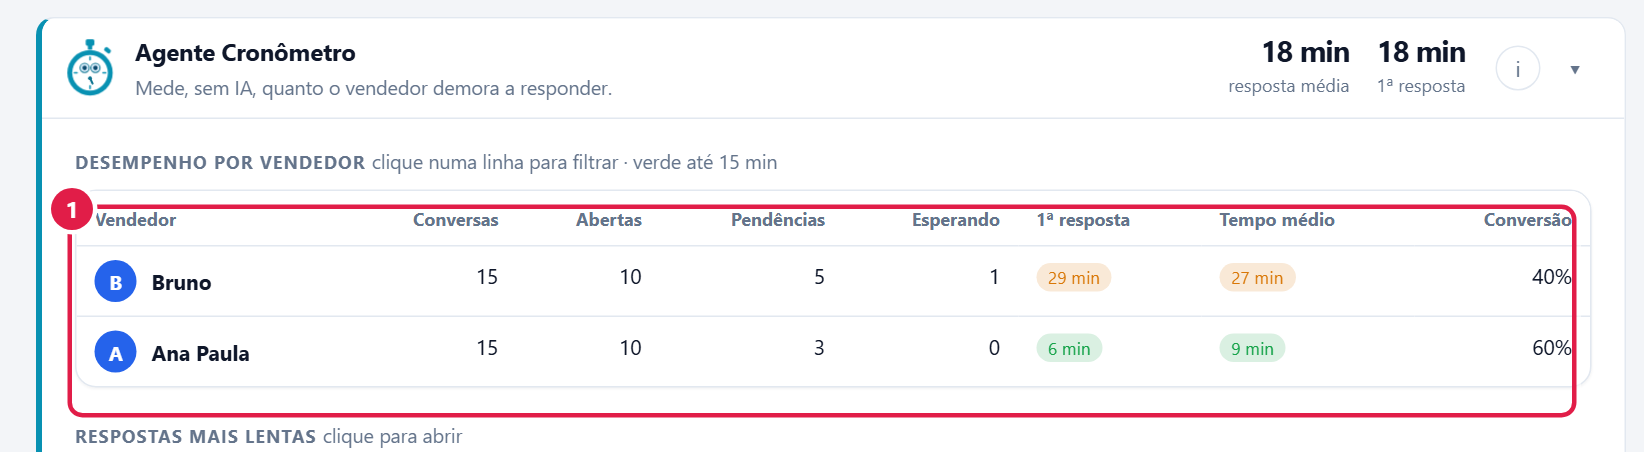 Agente Cronômetro
Mede, sem IA, quanto o vendedor demora a responder.
18 min 18 min
resposta média 1ª resposta
i
DESEMPENHO POR VENDEDOR clique numa linha para filtrar · verde até 15 min
1
Vendedor Conversas Abertas Pendências Esperando 1ª resposta Tempo médio Conversão
B Bruno 15 10 5 1 29 min 27 min 40%
A Ana Paula 15 10 3 0 6 min 9 min 60%
RESPOSTAS MAIS LENTAS clique para abrir